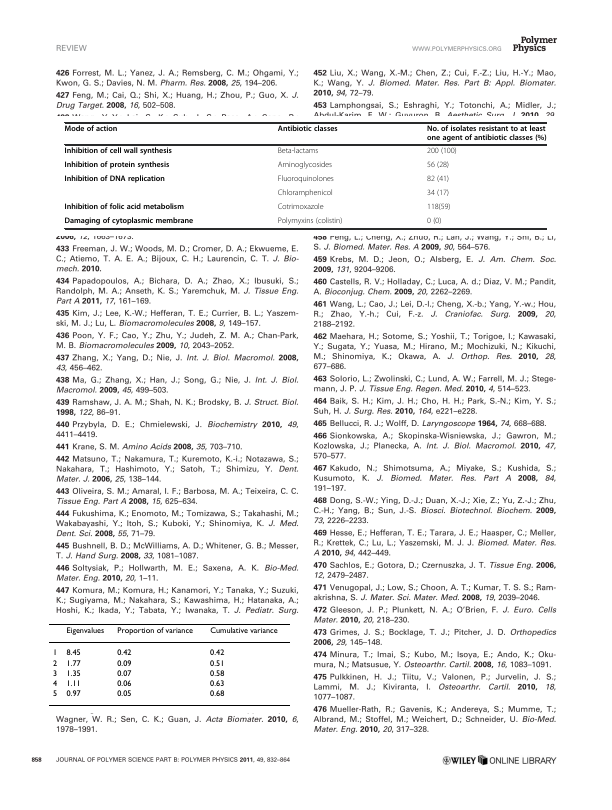 REVIEW
WWW.POLYMERPHYSICS.ORG
Polymer
Physics
426 Forrest, M. L.; Yanez, J. A.; Remsberg, C. M.; Ohgami, Y.;
Kwon, G. S.; Davies, N. M. Pharm. Res. 2008, 25, 194–206.
427 Feng, M.; Cai, Q.; Shi, X.; Huang, H.; Zhou, P.; Guo, X. J.
Drug Target. 2008, 16, 502–508.
452 Liu, X.; Wang, X.-M.; Chen, Z.; Cui, F.-Z.; Liu, H.-Y.; Mao,
K.; Wang, Y. J. Biomed. Mater. Res. Part B: Appl. Biomater.
2010, 94, 72–79.
453 Lamphongsai, S.; Eshraghi, Y.; Totonchi, A.; Midler, J.;
Abdul-Karim, F. W.; Guyuron, B. Aesthetic Surg. J. 2010, 29,
Mode of action Antibiotic classes No. of isolates resistant to at least
one agent of antibiotic classes (%)
Inhibition of cell wall synthesis Beta-lactams 200 (100)
Inhibition of protein synthesis Aminoglycosides 56 (28)
Inhibition of DNA replication Fluoroquinolones 82 (41)
Chloramphenicol 34 (17)
Inhibition of folic acid metabolism Cotrimoxazole 118(59)
Damaging of cytoplasmic membrane Polymyxins (colistin) 0 (0)
2006, 12, 1663–1673.
433 Freeman, J. W.; Woods, M. D.; Cromer, D. A.; Ekwueme, E.
C.; Atiemo, T. A. E. A.; Bijoux, C. H.; Laurencin, C. T. J. Bio-
mech. 2010.
434 Papadopoulos, A.; Bichara, D. A.; Zhao, X.; Ibusuki, S.;
Randolph, M. A.; Anseth, K. S.; Yaremchuk, M. J. Tissue Eng.
Part A 2011, 17, 161–169.
435 Kim, J.; Lee, K.-W.; Hefferan, T. E.; Currier, B. L.; Yaszem-
ski, M. J.; Lu, L. Biomacromolecules 2008, 9, 149–157.
436 Poon, Y. F.; Cao, Y.; Zhu, Y.; Judeh, Z. M. A.; Chan-Park,
M. B. Biomacromolecules 2009, 10, 2043–2052.
437 Zhang, X.; Yang, D.; Nie, J. Int. J. Biol. Macromol. 2008,
43, 456–462.
438 Ma, G.; Zhang, X.; Han, J.; Song, G.; Nie, J. Int. J. Biol.
Macromol. 2009, 45, 499–503.
439 Ramshaw, J. A. M.; Shah, N. K.; Brodsky, B. J. Struct. Biol.
1998, 122, 86–91.
440 Przybyla, D. E.; Chmielewski, J. Biochemistry 2010, 49,
4411–4419.
441 Krane, S. M. Amino Acids 2008, 35, 703–710.
442 Matsuno, T.; Nakamura, T.; Kuremoto, K.-i.; Notazawa, S.;
Nakahara, T.; Hashimoto, Y.; Satoh, T.; Shimizu, Y. Dent.
Mater. J. 2006, 25, 138–144.
443 Oliveira, S. M.; Amaral, I. F.; Barbosa, M. A.; Teixeira, C. C.
Tissue Eng. Part A 2008, 15, 625–634.
444 Fukushima, K.; Enomoto, M.; Tomizawa, S.; Takahashi, M.;
Wakabayashi, Y.; Itoh, S.; Kuboki, Y.; Shinomiya, K. J. Med.
Dent. Sci. 2008, 55, 71–79.
445 Bushnell, B. D.; McWilliams, A. D.; Whitener, G. B.; Messer,
T. J. Hand Surg. 2008, 33, 1081–1087.
446 Soltysiak, P.; Hollwarth, M. E.; Saxena, A. K. Bio-Med.
Mater. Eng. 2010, 20, 1–11.
447 Komura, M.; Komura, H.; Kanamori, Y.; Tanaka, Y.; Suzuki,
K.; Sugiyama, M.; Nakahara, S.; Kawashima, H.; Hatanaka, A.;
Hoshi, K.; Ikada, Y.; Tabata, Y.; Iwanaka, T. J. Pediatr. Surg.
Eigenvalues Proportion of variance Cumulative variance
1 8.45 0.42 0.42
2 1.77 0.09 0.51
3 1.35 0.07 0.58
4 1.11 0.06 0.63
5 0.97 0.05 0.68
Wagner, W. R.; Sen, C. K.; Guan, J. Acta Biomater. 2010, 6,
1978–1991.
458 Feng, L.; Cheng, X.; Zhuo, R.; Lan, J.; Wang, Y.; Shi, B.; Li,
S. J. Biomed. Mater. Res. A 2009, 90, 564–576.
459 Krebs, M. D.; Jeon, O.; Alsberg, E. J. Am. Chem. Soc.
2009, 131, 9204–9206.
460 Castells, R. V.; Holladay, C.; Luca, A. d.; Diaz, V. M.; Pandit,
A. Bioconjug. Chem. 2009, 20, 2262–2269.
461 Wang, L.; Cao, J.; Lei, D.-l.; Cheng, X.-b.; Yang, Y.-w.; Hou,
R.; Zhao, Y.-h.; Cui, F.-z. J. Craniofac. Surg. 2009, 20,
2188–2192.
462 Maehara, H.; Sotome, S.; Yoshii, T.; Torigoe, I.; Kawasaki,
Y.; Sugata, Y.; Yuasa, M.; Hirano, M.; Mochizuki, N.; Kikuchi,
M.; Shinomiya, K.; Okawa, A. J. Orthop. Res. 2010, 28,
677–686.
463 Solorio, L.; Zwolinski, C.; Lund, A. W.; Farrell, M. J.; Stege-
mann, J. P. J. Tissue Eng. Regen. Med. 2010, 4, 514–523.
464 Baik, S. H.; Kim, J. H.; Cho, H. H.; Park, S.-N.; Kim, Y. S.;
Suh, H. J. Surg. Res. 2010, 164, e221–e228.
465 Bellucci, R. J.; Wolff, D. Laryngoscope 1964, 74, 668–688.
466 Sionkowska, A.; Skopinska-Wisniewska, J.; Gawron, M.;
Kozlowska, J.; Planecka, A. Int. J. Biol. Macromol. 2010, 47,
570–577.
467 Kakudo, N.; Shimotsuma, A.; Miyake, S.; Kushida, S.;
Kusumoto, K. J. Biomed. Mater. Res. Part A 2008, 84,
191–197.
468 Dong, S.-W.; Ying, D.-J.; Duan, X.-J.; Xie, Z.; Yu, Z.-J.; Zhu,
C.-H.; Yang, B.; Sun, J.-S. Biosci. Biotechnol. Biochem. 2009,
73, 2226–2233.
469 Hesse, E.; Hefferan, T. E.; Tarara, J. E.; Haasper, C.; Meller,
R.; Krettek, C.; Lu, L.; Yaszemski, M. J. J. Biomed. Mater. Res.
A 2010, 94, 442–449.
470 Sachlos, E.; Gotora, D.; Czernuszka, J. T. Tissue Eng. 2006,
12, 2479–2487.
471 Venugopal, J.; Low, S.; Choon, A. T.; Kumar, T. S. S.; Ram-
akrishna, S. J. Mater. Sci. Mater. Med. 2008, 19, 2039–2046.
472 Gleeson, J. P.; Plunkett, N. A.; O'Brien, F. J. Euro. Cells
Mater. 2010, 20, 218–230.
473 Grimes, J. S.; Bocklage, T. J.; Pitcher, J. D. Orthopedics
2006, 29, 145–148.
474 Minura, T.; Imai, S.; Kubo, M.; Isoya, E.; Ando, K.; Oku-
mura, N.; Matsusue, Y. Osteoarthr. Cartil. 2008, 16, 1083–1091.
475 Pulkkinen, H. J.; Tiitu, V.; Valonen, P.; Jurvelin, J. S.;
Lammi, M. J.; Kiviranta, I. Osteoarthr. Cartil. 2010, 18,
1077–1087.
476 Mueller-Rath, R.; Gavenis, K.; Andereya, S.; Mumme, T.;
Albrand, M.; Stoffel, M.; Weichert, D.; Schneider, U. Bio-Med.
Mater. Eng. 2010, 20, 317–328.
858 JOURNAL OF POLYMER SCIENCE PART B: POLYMER PHYSICS 2011, 49, 832–864
WILEY ONLINE LIBRARY